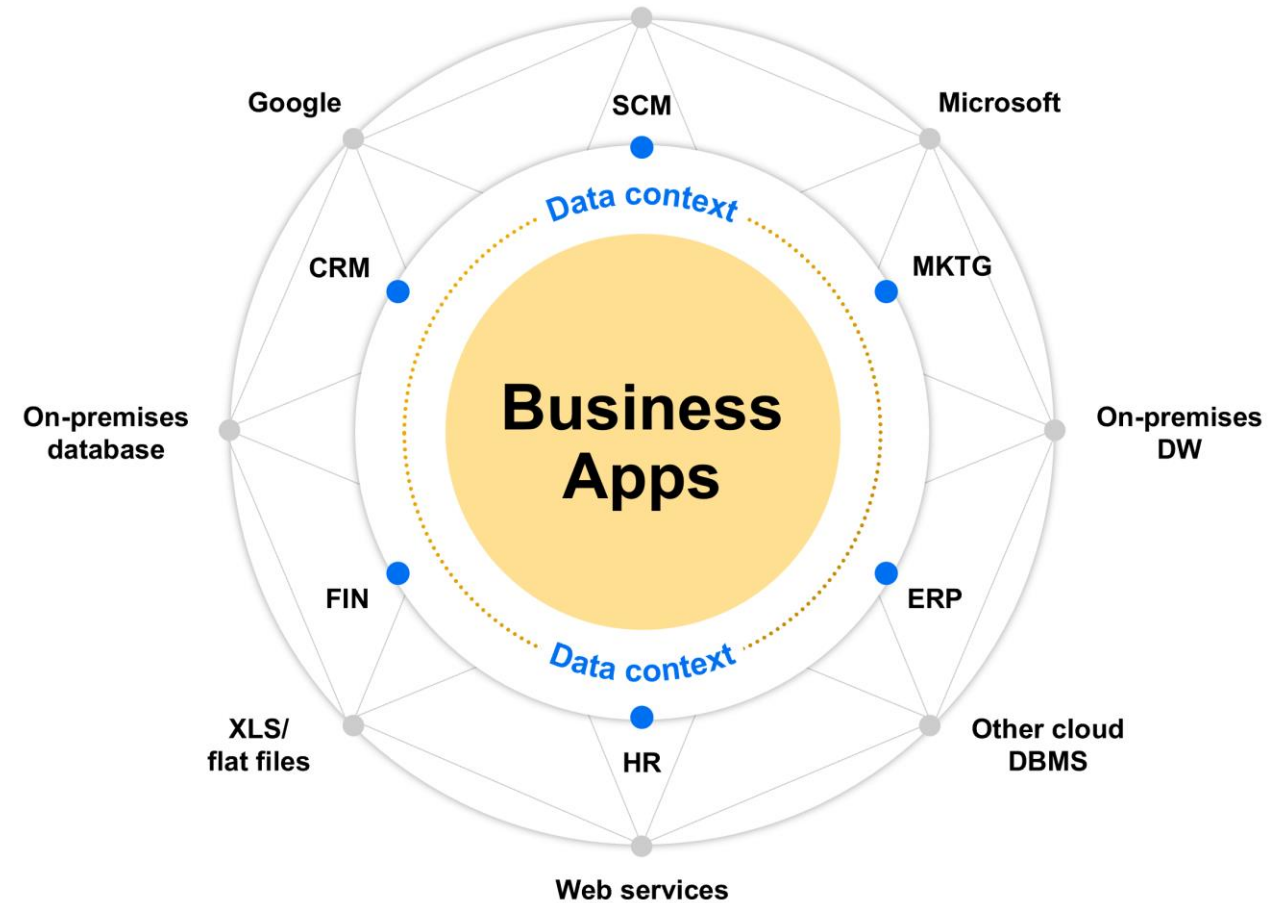 Google
SCM
Microsoft
Data context
CRM
MKTG
Business
Apps
On-premises
database
On-premises
DW
FIN
ERP
Data context
XLS/
flat files
HR
Other cloud
DBMS
Web services